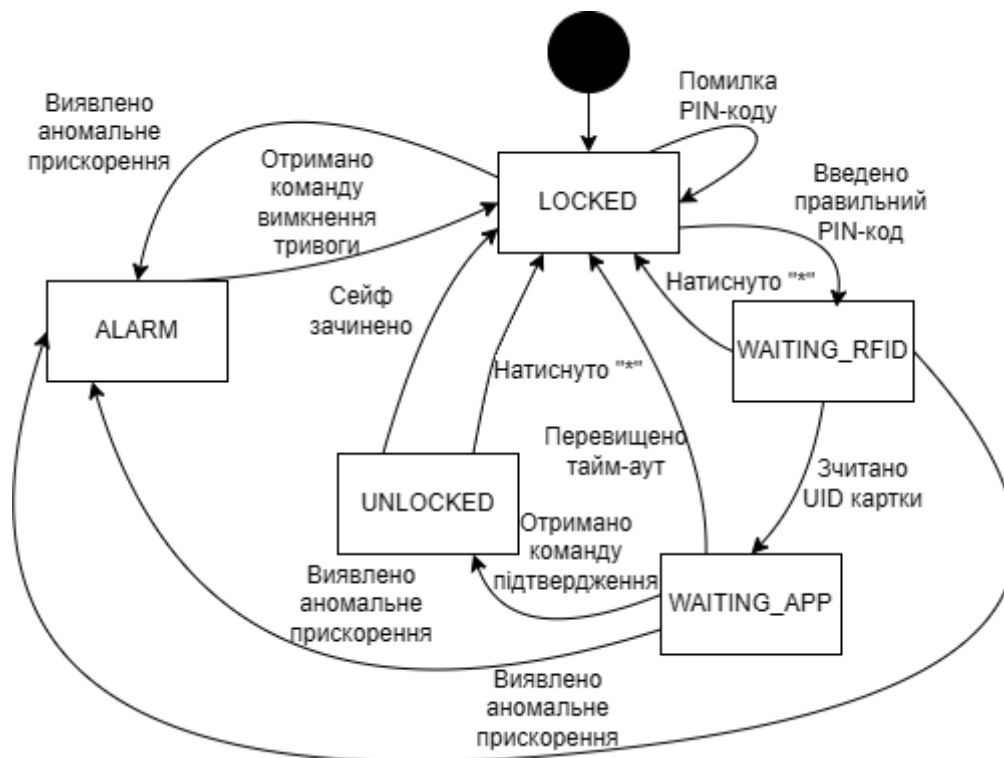 Помилка
PIN-коду
Виявлено
аномальне
прискорення
Отримано
команду
вимкнення
тривоги
LOCKED
Введено
правильний
PIN-код
Натиснуто "*"
Сейф
зачинено
ALARM
WAITING_RFID
Натиснуто "*"
Перевищено
тайм-аут
Зчитано
UID картки
UNLOCKED
Отримано
команду
підтвердження
Виявлено
аномальне
прискорення
WAITING_APP
Виявлено
аномальне
прискорення